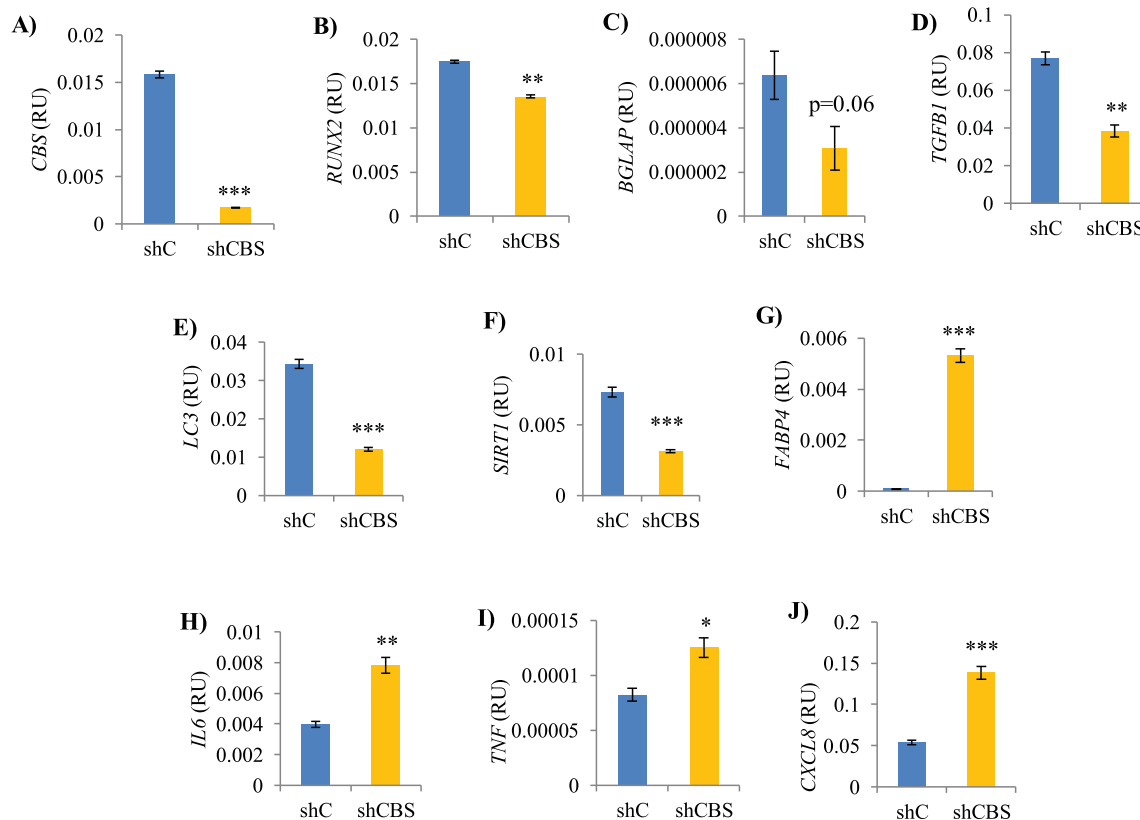 A)
CBS (RU)
0.02
0.015
0.01
0.005
0
***
shC shCBS
B)
RUNX2 (RU)
0.02
0.015
0.01
0.005
0
**
shC shCBS
C)
BGLAP (RU)
0.000008
0.000006
0.000004
0.000002
0
p=0.06
shC shCBS
D)
TGFB1 (RU)
0.1
0.08
0.06
0.04
0.02
0
**
shC shCBS
E)
LC3 (RU)
0.04
0.03
0.02
0.01
0
***
shC shCBS
F)
SIRT1 (RU)
0.01
0.005
0
***
shC shCBS
G)
FABP4 (RU)
0.006
0.004
0.002
0
***
shC shCBS
H)
IL6 (RU)
0.01
0.008
0.006
0.004
0.002
0
**
shC shCBS
I)
TNF (RU)
0.00015
0.0001
0.00005
0
*
shC shCBS
J)
CXCL8 (RU)
0.2
0.15
0.1
0.05
0
***
shC shCBS